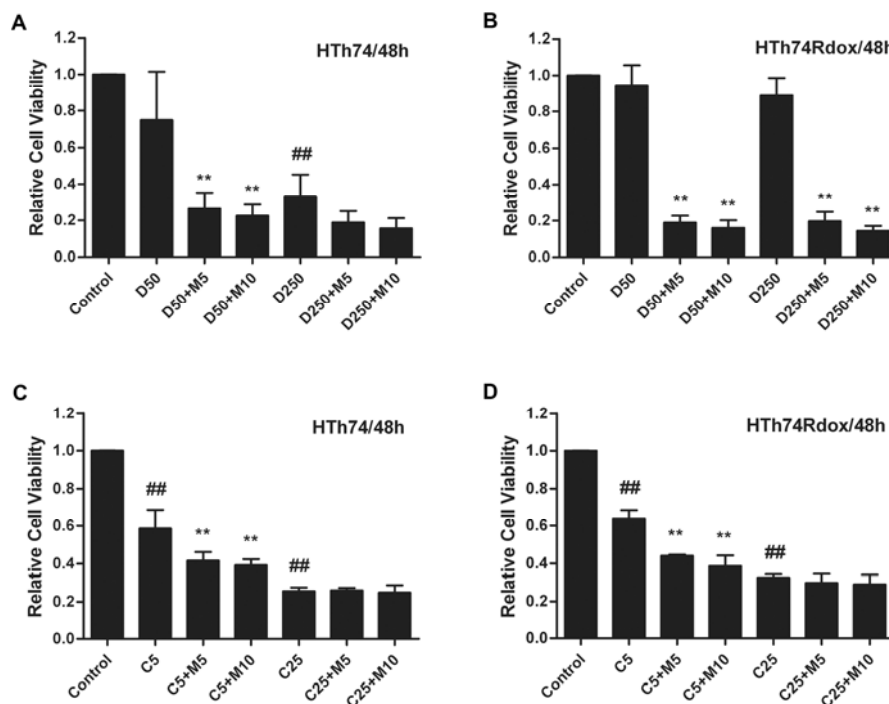 A
HTh74/48h
Relative Cell Viability
1.2
1.0
0.8
0.6
0.4
0.2
0.0
** ** ##
Control D50 D50+M5 D50+M10 D250 D250+M5 D250+M10
B
HTh74Rdox/48h
Relative Cell Viability
1.2
1.0
0.8
0.6
0.4
0.2
0.0
** ** ** **
Control D50 D50+M5 D50+M10 D250 D250+M5 D250+M10
C
HTh74/48h
Relative Cell Viability
1.2
1.0
0.8
0.6
0.4
0.2
0.0
## ** ** ##
Control C5 C5+M5 C5+M10 C25 C25+M5 C25+M10
D
HTh74Rdox/48h
Relative Cell Viability
1.2
1.0
0.8
0.6
0.4
0.2
0.0
## ** ** ##
Control C5 C5+M5 C5+M10 C25 C25+M5 C25+M10